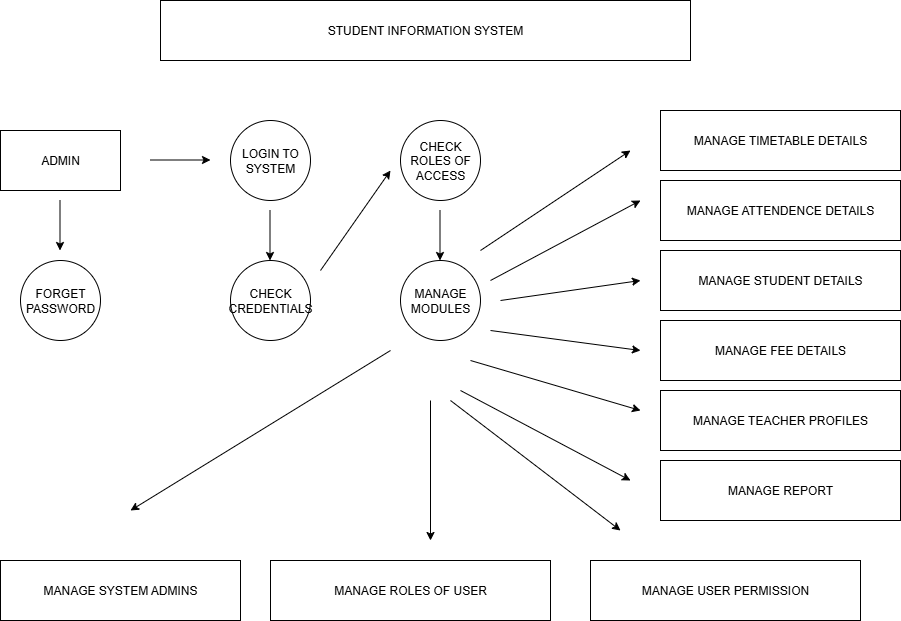 STUDENT INFORMATION SYSTEM
ADMIN
LOGIN TO
SYSTEM
CHECK
ROLES OF
ACCESS
MANAGE TIMETABLE DETAILS
MANAGE ATTENDENCE DETAILS
FORGET
PASSWORD
CHECK
CREDENTIALS
MANAGE
MODULES
MANAGE STUDENT DETAILS
MANAGE FEE DETAILS
MANAGE TEACHER PROFILES
MANAGE REPORT
MANAGE SYSTEM ADMINS
MANAGE ROLES OF USER
MANAGE USER PERMISSION